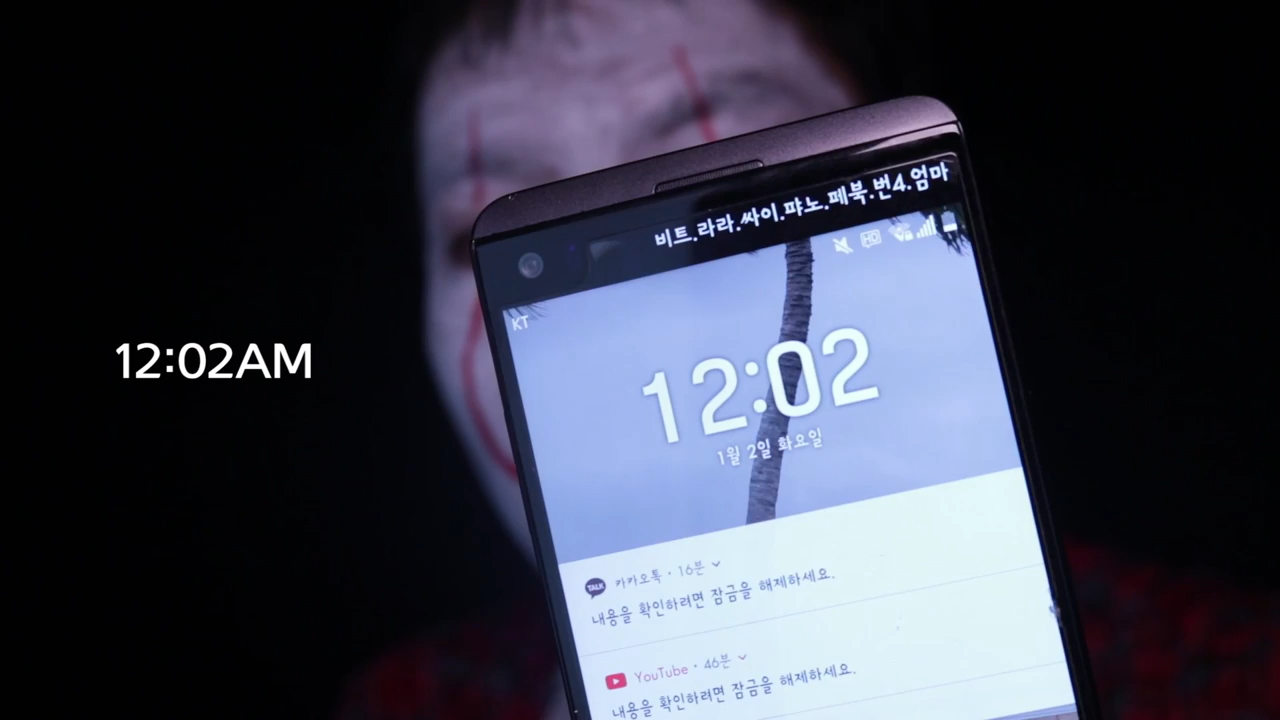 비트.라라.싸이.퍄노.페북.번4.엄마
HD
KT
12:02
1월 2일 화요일
12:02AM
TALK 카카오톡 · 16분
내용을 확인하려면 잠금을 해제하세요.
YouTube · 46분
내용을 확인하려면 잠금을 해제하세요.